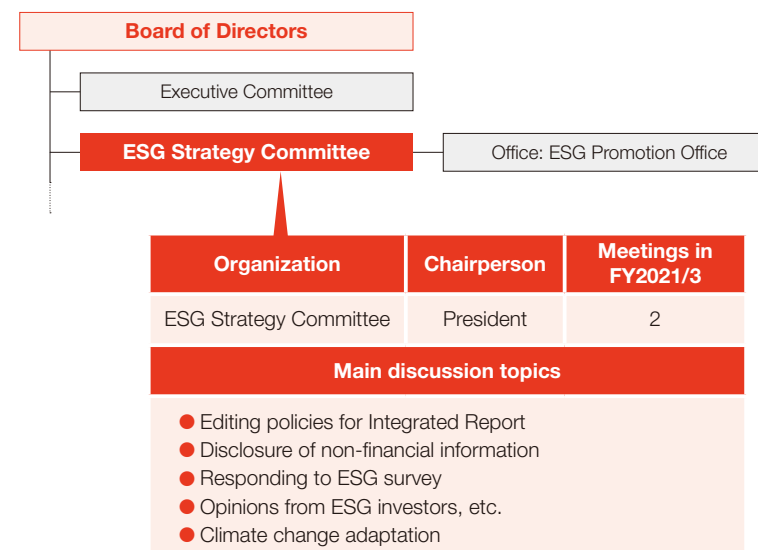 Board of Directors
Executive Committee
ESG Strategy Committee
Office: ESG Promotion Office
Organization
Chairperson
Meetings in
FY2021/3
ESG Strategy Committee
President
2
Main discussion topics
● Editing policies for Integrated Report
● Disclosure of non-financial information
● Responding to ESG survey
● Opinions from ESG investors, etc.
● Climate change adaptation